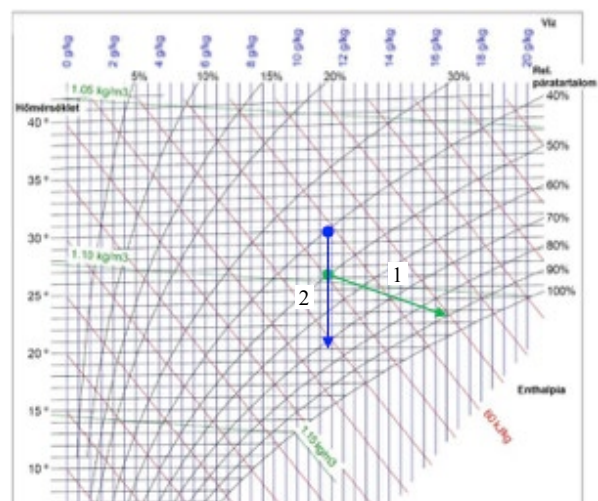 Víz
0 g/kg 2 g/kg 4 g/kg 6 g/kg 8 g/kg 10 g/kg 12 g/kg 14 g/kg 16 g/kg 18 g/kg 20 g/kg
5% 10% 15% 20% 30%
Rel.
páratartalom
1.05 kg/m3
40%
Hőmérséklet
40°
50%
35°
60%
70%
30°
80%
1.10 kg/m3
1
90%
25°
2
100%
20°
Enthalpia
15°
1.15 kg/m3
60 kJ/kg
10°